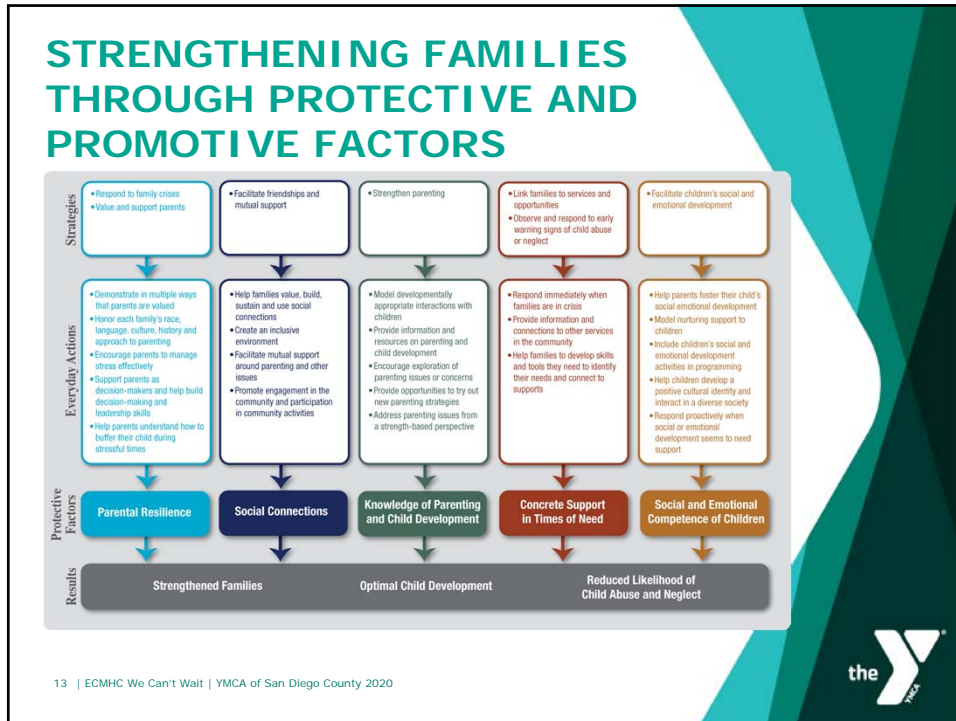 STRENGTHENING FAMILIES
THROUGH PROTECTIVE AND
PROMOTIVE FACTORS
Strategies
• Respond to family crises
• Value and support parents
• Facilitate friendships and
mutual support
• Strengthen parenting
• Link families to services and
opportunities
• Observe and respond to early
warning signs of child abuse
or neglect
• Facilitate children's social and
emotional development
Everyday Actions
• Demonstrate in multiple ways
that parents are valued
• Honor each family's race,
language, culture, history and
approach to parenting
• Encourage parents to manage
stress effectively
• Support parents as
decision-makers and help build
decision-making and
leadership skills
• Help parents understand how to
buffer their child during
stressful times
• Help families value, build,
sustain and use social
connections
• Create an inclusive
environment
• Facilitate mutual support
around parenting and other
issues
• Promote engagement in the
community and participation
in community activities
• Model developmentally
appropriate interactions with
children
• Provide information and
resources on parenting and
child development
• Encourage exploration of
parenting issues or concerns
• Provide opportunities to try out
new parenting strategies
• Address parenting issues from
a strength-based perspective
• Respond immediately when
families are in crisis
• Provide information and
connections to other services
in the community
• Help families to develop skills
and tools they need to identify
their needs and connect to
supports
• Help parents foster their child's
social emotional development
• Model nurturing support to
children
• Include children's social and
emotional development
activities in programming
• Help children develop a
positive cultural identity and
interact in a diverse society
• Respond proactively when
social or emotional
development seems to need
support
Protective
Factors
Parental Resilience
Social Connections
Knowledge of Parenting
and Child Development
Concrete Support
in Times of Need
Social and Emotional
Competence of Children
Results
Strengthened Families
Optimal Child Development
Reduced Likelihood of
Child Abuse and Neglect
13 | ECMHC We Can't Wait | YMCA of San Diego County 2020
the Y
YMCA